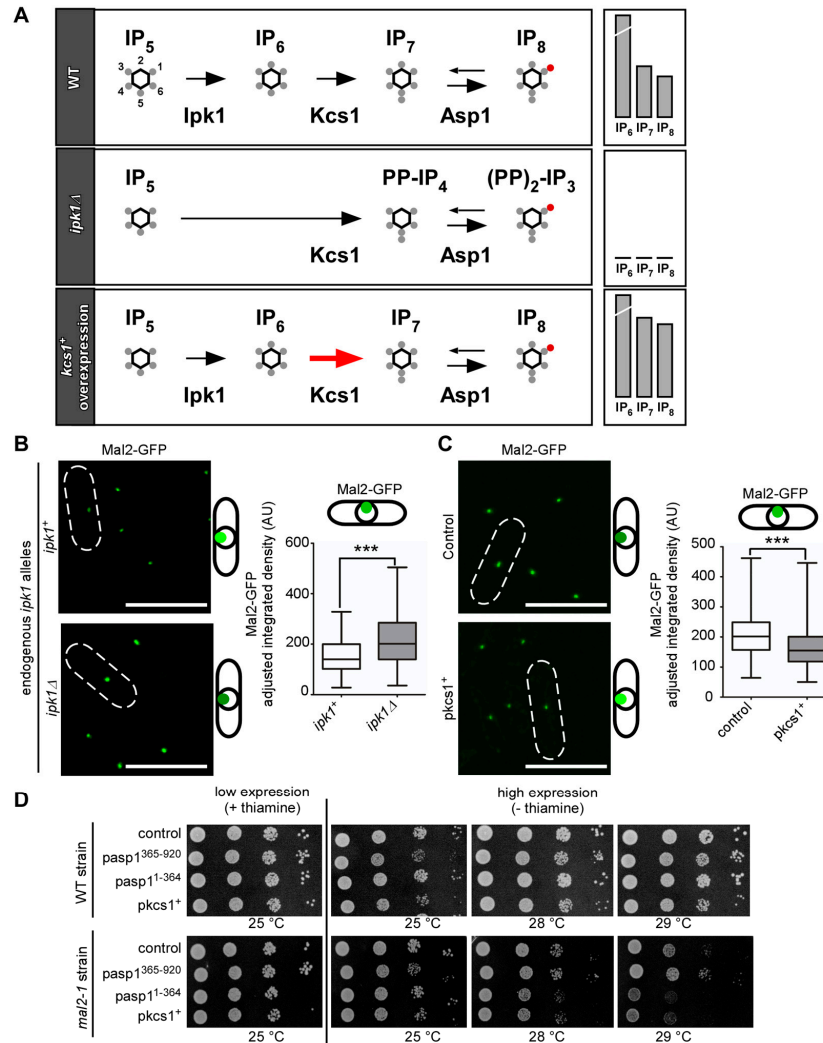 A
WT
IP5 IP6 IP7 IP8
3 2 1
4 5 6
Ipk1 Kcs1 Asp1
IP6 IP7 IP8
ipk1Δ
IP5 PP-IP4 (PP)2-IP3
Kcs1 Asp1
IP6 IP7 IP8
kcs1+
overexpression
IP5 IP6 IP7 IP8
Ipk1 Kcs1 Asp1
IP6 IP7 IP8
B
Mal2-GFP
endogenous ipk1 alleles
ipk1+
ipk1Δ
Mal2-GFP
Mal2-GFP
adjusted integrated density (AU)
600
400
200
0
***
ipk1+ ipk1Δ
C
Mal2-GFP
Control
pkcs1+
Mal2-GFP
Mal2-GFP
adjusted integrated density (AU)
500
400
300
200
100
0
***
control pkcs1+
D
low expression
(+ thiamine)
high expression
(- thiamine)
WT strain
control
pasp1365-920
pasp11-364
pkcs1+
25 °C 25 °C 28 °C 29 °C
mal2-1 strain
control
pasp1365-920
pasp11-364
pkcs1+
25 °C 25 °C 28 °C 29 °C